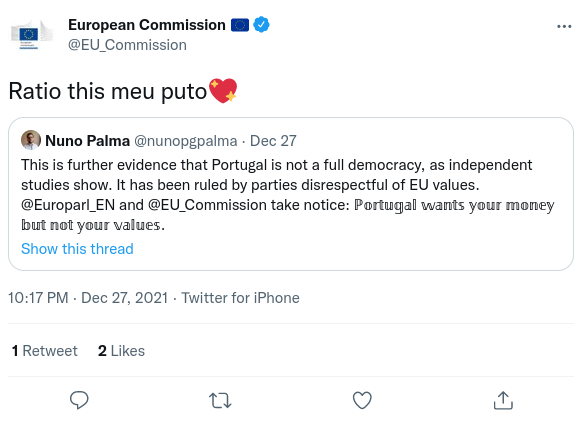 European Commission 🇪🇺
@EU_Commission
Ratio this meu puto💖
Nuno Palma @nunopgpalma · Dec 27
This is further evidence that Portugal is not a full democracy, as independent
studies show. It has been ruled by parties disrespectful of EU values.
@Europarl_EN and @EU_Commission take notice: ℙ𝕠𝕣𝕥𝕦𝕘𝕒𝕝 𝕨𝕒𝕟𝕥𝕤 𝕪𝕠𝕦𝕣 𝕞𝕠𝕟𝕖𝕪
𝕓𝕦𝕥 𝕟𝕠𝕥 𝕪𝕠𝕦𝕣 𝕧𝕒𝕝𝕦𝕖𝕤.
Show this thread
10:17 PM · Dec 27, 2021 · Twitter for iPhone
1 Retweet 2 Likes